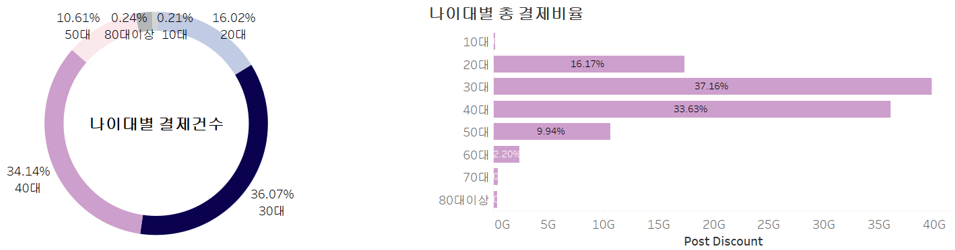 10.61%
50대
0.24%
80대이상
0.21%
10대
16.02%
20대
나이대별 결제건수
34.14%
40대
36.07%
30대
나이대별 총 결제비율
10대
20대 16.17%
30대 37.16%
40대 33.63%
50대 9.94%
60대 2.20%
70대
80대이상
0G 5G 10G 15G 20G 25G 30G 35G 40G
Post Discount